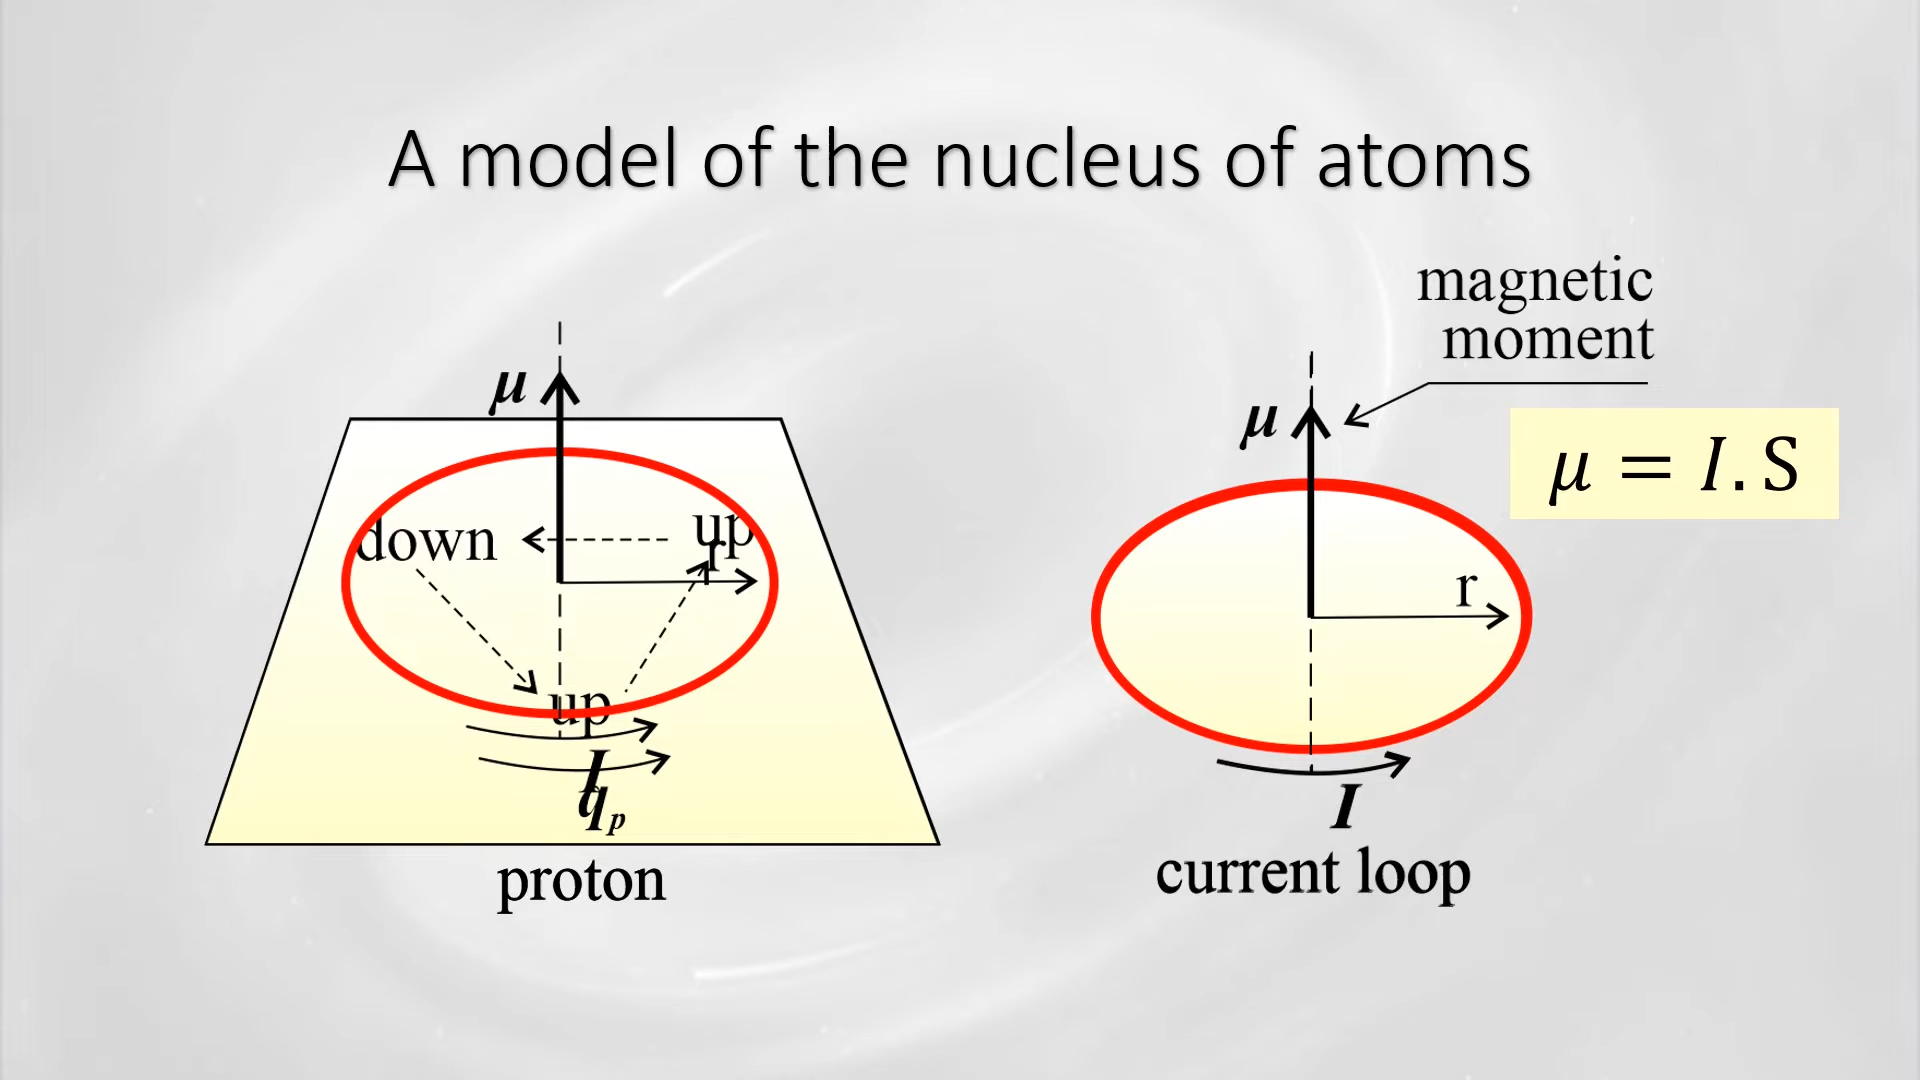 A model of the nucleus of atoms
magnetic
moment
μ
μ
μ = I.S
down
up
r
r
up
I
q_p
I
proton
current loop